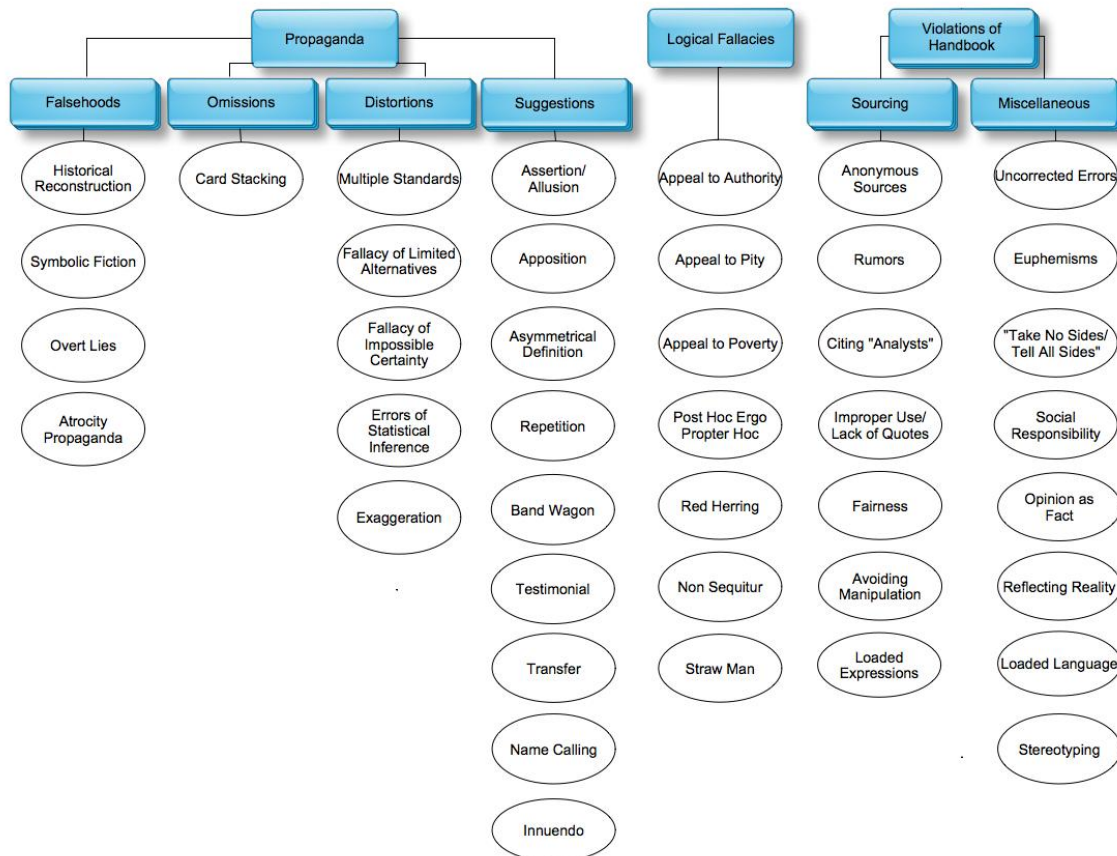 Propaganda
Logical Fallacies
Violations of
Handbook
Falsehoods
Omissions
Distortions
Suggestions
Sourcing
Miscellaneous
Historical
Reconstruction
Symbolic Fiction
Overt Lies
Atrocity
Propaganda
Card Stacking
Multiple Standards
Fallacy of Limited
Alternatives
Fallacy of
Impossible
Certainty
Errors of
Statistical
Inference
Exaggeration
Assertion/
Allusion
Apposition
Asymmetrical
Definition
Repetition
Band Wagon
Testimonial
Transfer
Name Calling
Innuendo
Appeal to Authority
Appeal to Pity
Appeal to Poverty
Post Hoc Ergo
Propter Hoc
Red Herring
Non Sequitur
Straw Man
Anonymous
Sources
Rumors
Citing "Analysts"
Improper Use/
Lack of Quotes
Fairness
Avoiding
Manipulation
Loaded
Expressions
Uncorrected Errors
Euphemisms
"Take No Sides/
Tell All Sides"
Social
Responsibility
Opinion as
Fact
Reflecting Reality
Loaded Language
Stereotyping